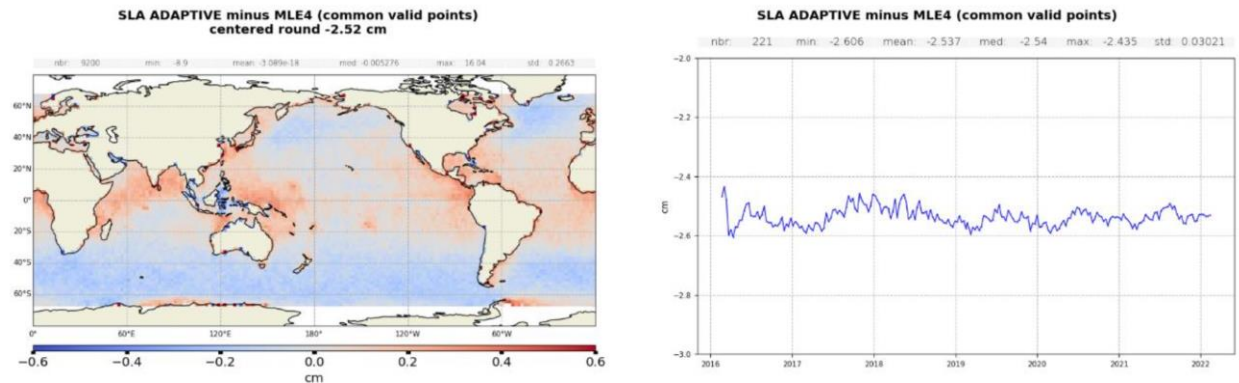 SLA ADAPTIVE minus MLE4 (common valid points)
centered round -2.52 cm
nbr: 9200 min: -8.9 mean: -3.089e-18 med: -0.005276 max: 16.04 std: 0.2663
60°N
40°N
20°N
0°
20°S
40°S
60°S
0° 60°E 120°E 180° 120°W 60°W
−0.6 −0.4 −0.2 0.0 0.2 0.4 0.6
cm
SLA ADAPTIVE minus MLE4 (common valid points)
nbr: 221 min: -2.606 mean: -2.537 med: -2.54 max: -2.435 std: 0.03021
−2.0
−2.2
−2.4
cm
−2.6
−2.8
−3.0
2016 2017 2018 2019 2020 2021 2022